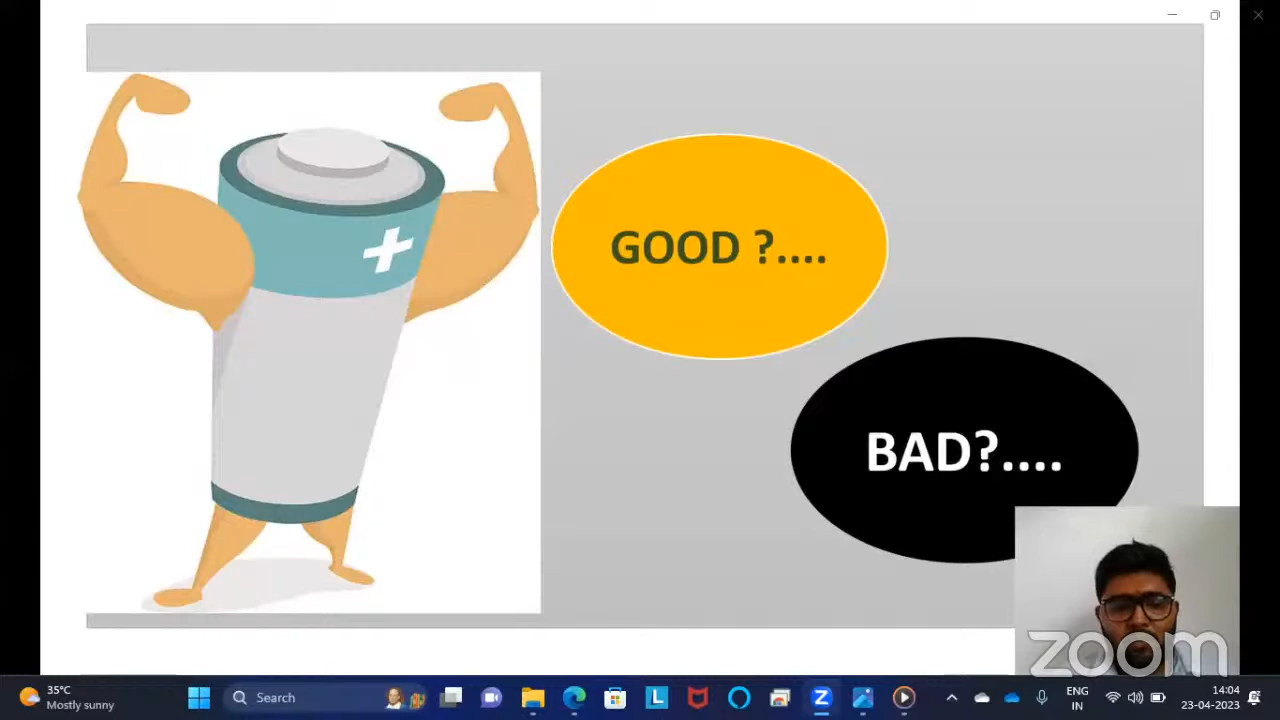 GOOD ?....
BAD?....
zoom
35°C
Mostly sunny
Search
ENG
IN
14:04
23-04-2023